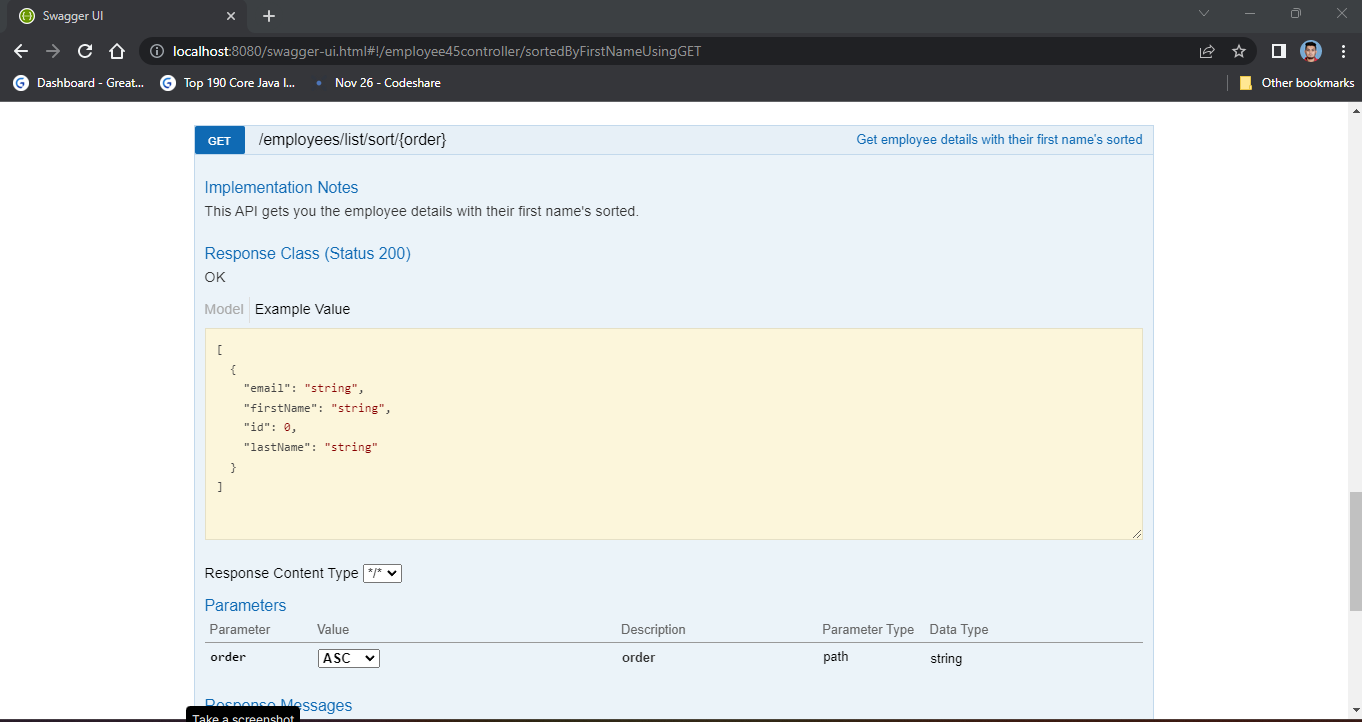 Swagger UI
localhost:8080/swagger-ui.html#!/employee45controller/sortedByFirstNameUsingGET
Dashboard - Great...
Top 190 Core Java I...
Nov 26 - Codeshare
Other bookmarks
GET /employees/list/sort/{order} Get employee details with their first name's sorted
Implementation Notes
This API gets you the employee details with their first name's sorted.
Response Class (Status 200)
OK
Model Example Value
[
{
"email": "string",
"firstName": "string",
"id": 0,
"lastName": "string"
}
]
Response Content Type */*
Parameters
Parameter Value Description Parameter Type Data Type
order ASC order path string
Response Messages
Take a screenshot